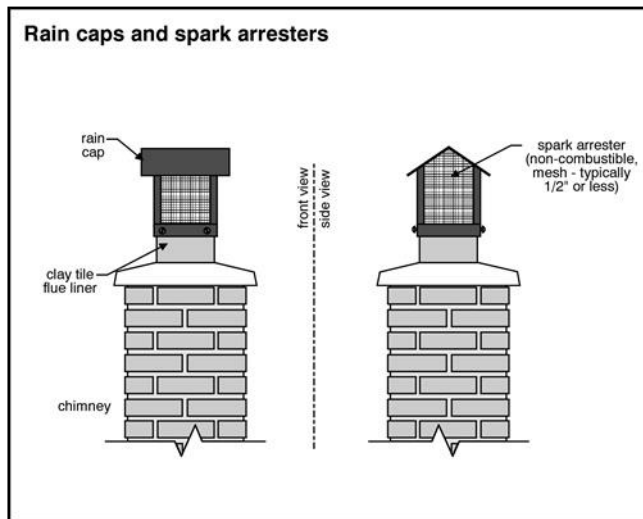 Rain caps and spark arresters
rain
cap
clay tile
flue liner
chimney
front view
side view
spark arrester
(non-combustible,
mesh - typically
1/2" or less)